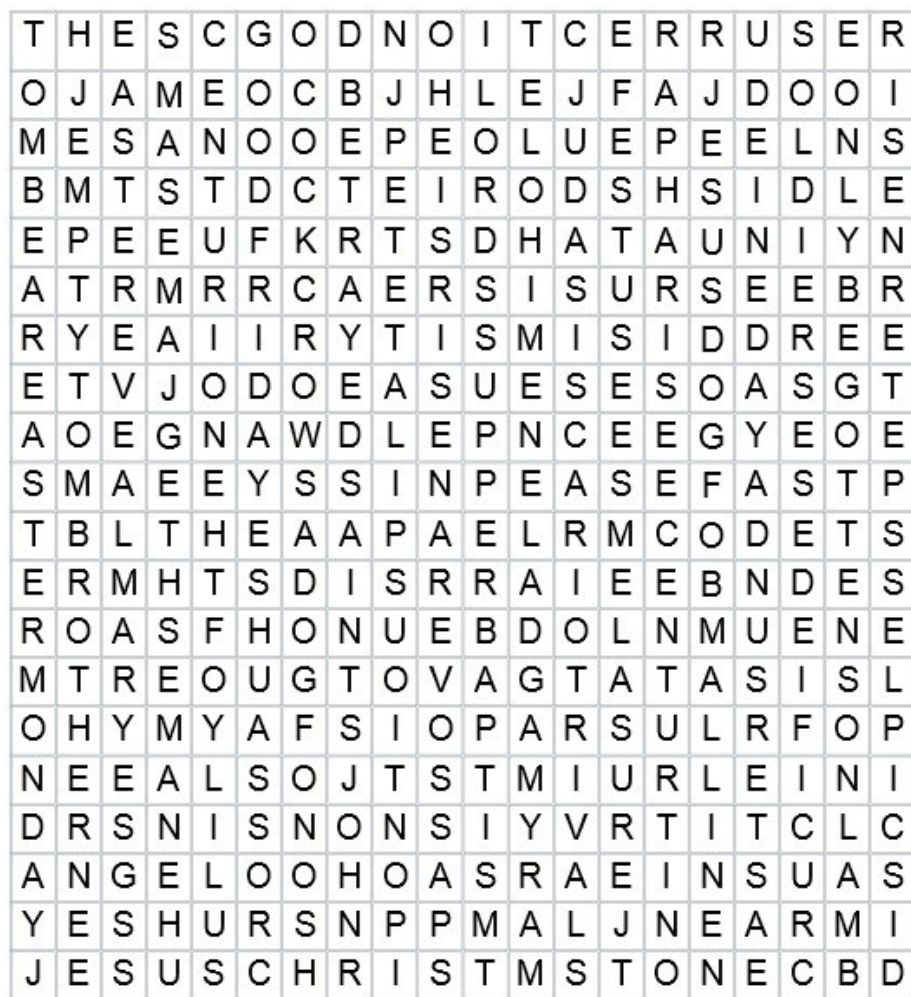 T H E S C G O D N O I T C E R R U S E R
O J A M E O C B J H L E J F A J D O O I
M E S A N O O E P E O L U E P E E L N S
B M T S T D C T E I R O D S H S I D L E
E P E E U F K R T S D H A T A U N I Y N
A T R M R R C A E R S I S U R S E E B R
R Y E A I I R Y T I S M I S I D D R E E
E T V J O D O E A S U E S E S O A S G T
A O E G N A W D L E P N C E E G Y E O E
S M A E E Y S S I N P E A S E F A S T P
T B L T H E A A P A E L R M C O D E T S
E R M H T S D I S R R A I E E B N D E S
R O A S F H O N U E B D O L N M U E N E
M T R E O U G T O V A G T A T A S I S L
O H Y M Y A F S I O P A R S U L R F O P
N E E A L S O J T S T M I U R L E I N I
D R S N I S N O N S I Y V R T I T C L C
A N G E L O O H O A S R A E I N S U A S
Y E S H U R S N P P M A L J N E A R M I
J E S U S C H R I S T M S T O N E C B D